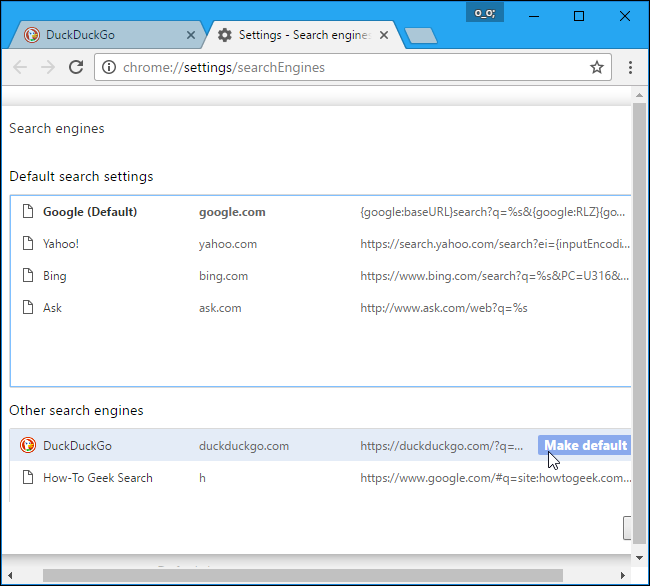 o_o;
DuckDuckGo
Settings - Search engines
chrome://settings/searchEngines
Search engines
Default search settings
Google (Default) google.com {google:baseURL}search?q=%s&{google:RLZ}{go...
Yahoo! yahoo.com https://search.yahoo.com/search?ei={inputEncodi...
Bing bing.com https://www.bing.com/search?q=%s&PC=U316&...
Ask ask.com http://www.ask.com/web?q=%s
Other search engines
DuckDuckGo duckduckgo.com https://duckduckgo.com/?q=... Make default
How-To Geek Search h https://www.google.com/#q=site:howtogeek.com...